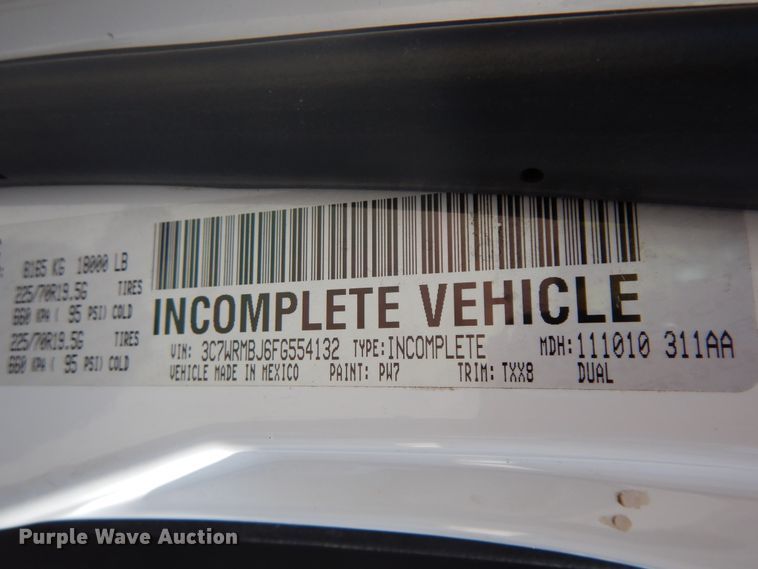 8165 KG 18000 LB
225/70R19.5G TIRES
660 KPA ( 95 PSI) COLD
225/70R19.5G TIRES
660 KPA ( 95 PSI) COLD
INCOMPLETE VEHICLE
VIN: 3C7WRMBJ6FG554132 TYPE: INCOMPLETE MDH: 111010 311AA
VEHICLE MADE IN MEXICO PAINT: PW7 TRIM: TXX8 DUAL
Purple Wave Auction
purplewave.com